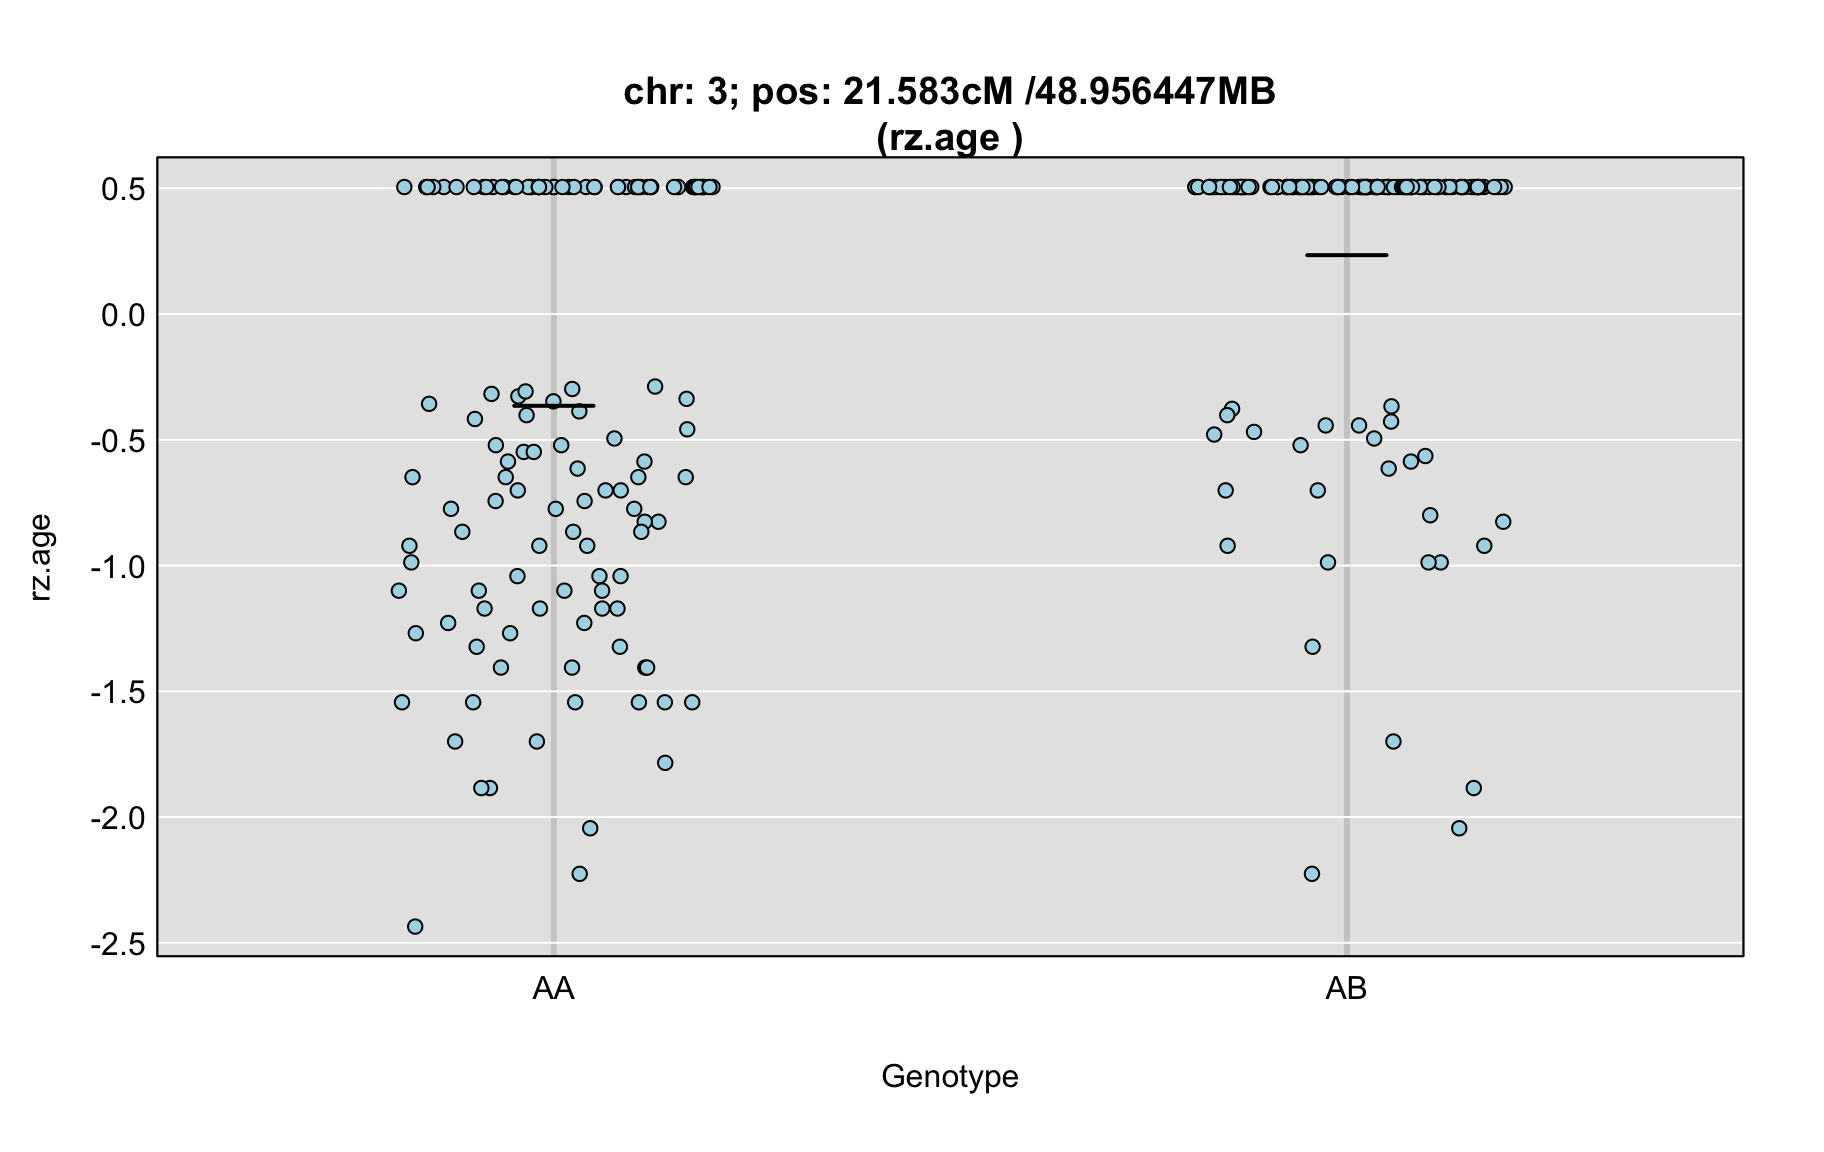 chr: 3; pos: 21.583cM /48.956447MB
(rz.age )
0.5
0.0
-0.5
-1.0
-1.5
-2.0
-2.5
rz.age
AA
AB
Genotype